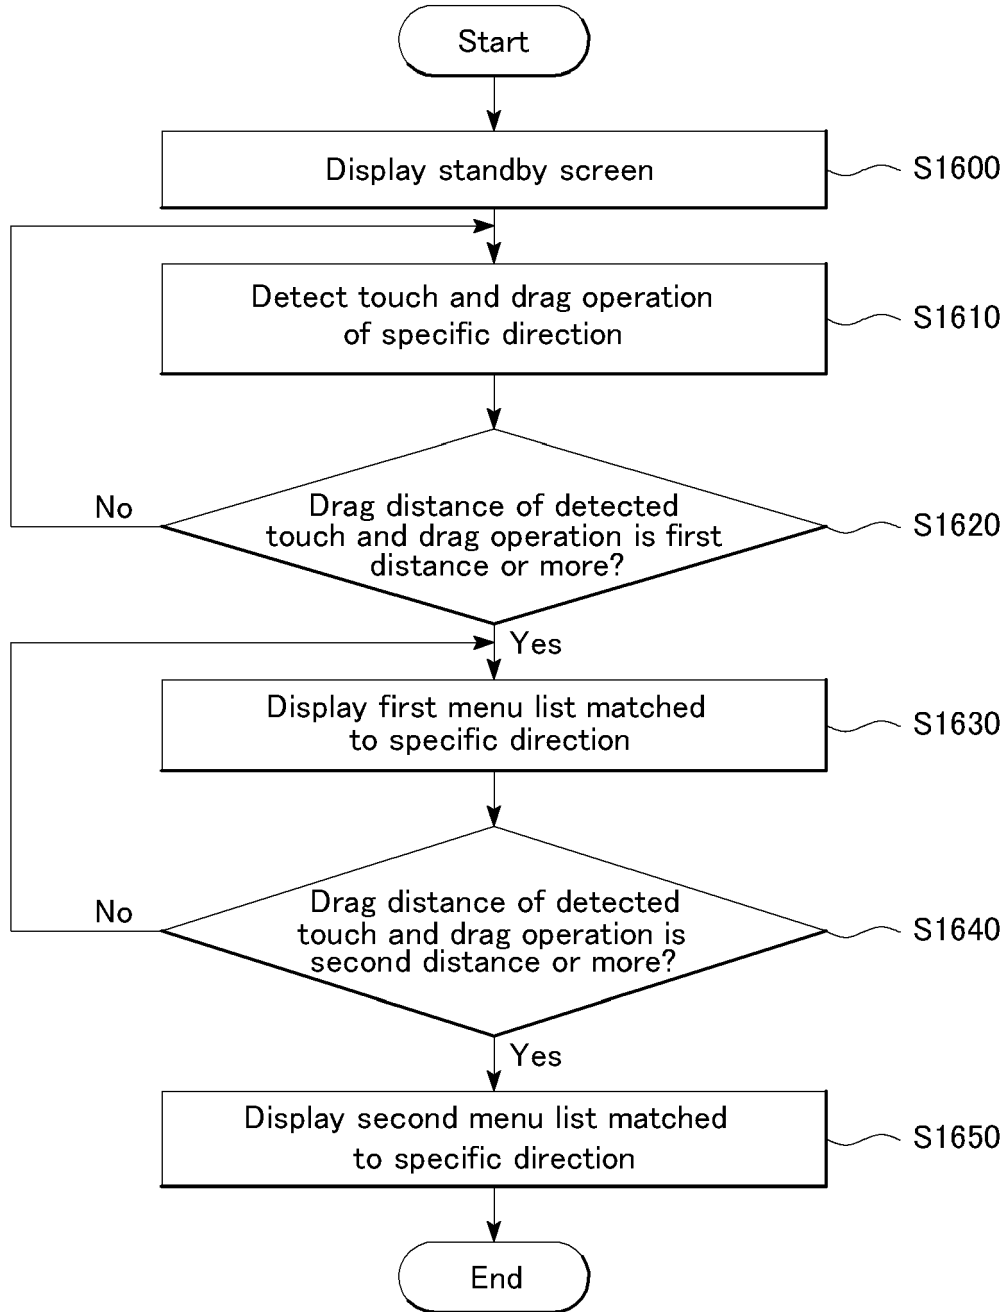 Start
Display standby screen
S1600
Detect touch and drag operation
of specific direction
S1610
No
Drag distance of detected
touch and drag operation is first
distance or more?
S1620
Yes
Display first menu list matched
to specific direction
S1630
No
Drag distance of detected
touch and drag operation is
second distance or more?
S1640
Yes
Display second menu list matched
to specific direction
S1650
End